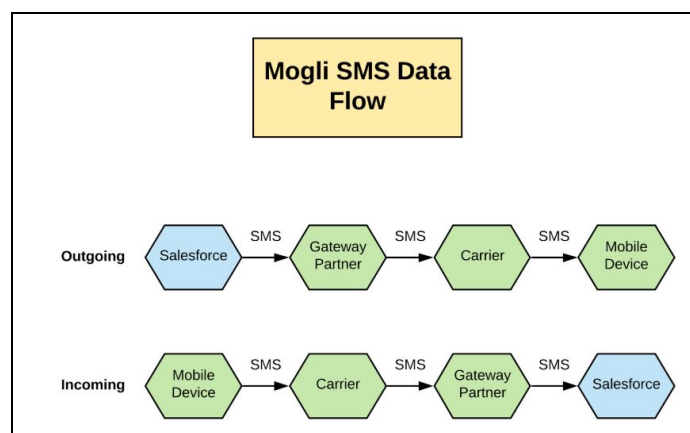 Mogli SMS Data
Flow
Outgoing
Salesforce
SMS
Gateway
Partner
SMS
Carrier
SMS
Mobile
Device
Incoming
Mobile
Device
SMS
Carrier
SMS
Gateway
Partner
SMS
Salesforce